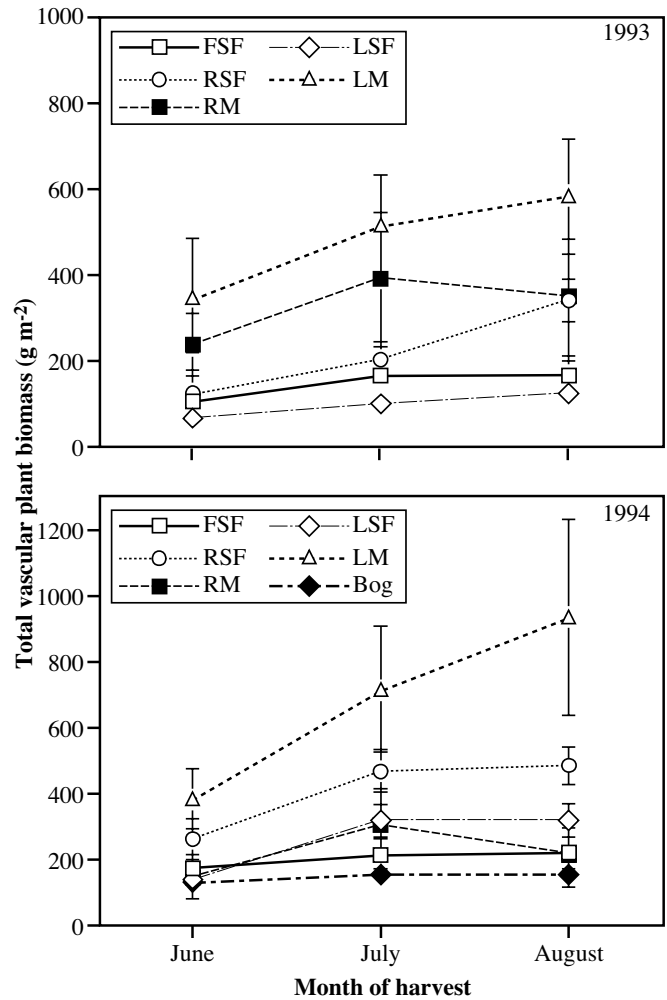 1993
FSF LSF
RSF LM
RM
1000
800
600
400
200
0
Total vascular plant biomass (g m-2)
1994
FSF LSF
RSF LM
RM Bog
1200
1000
800
600
400
200
0
June July August
Month of harvest